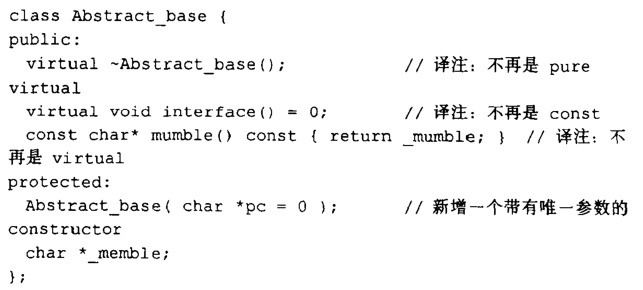 class Abstract_base {
public:
  virtual ~Abstract_base();          // 译注：不再是 pure
virtual
  virtual void interface() = 0;      // 译注：不再是 const
  const char* mumble() const { return _mumble; }  // 译注：不
再是 virtual
protected:
  Abstract_base( char *pc = 0 );     // 新增一个带有唯一参数的
constructor
  char *_memble;
};